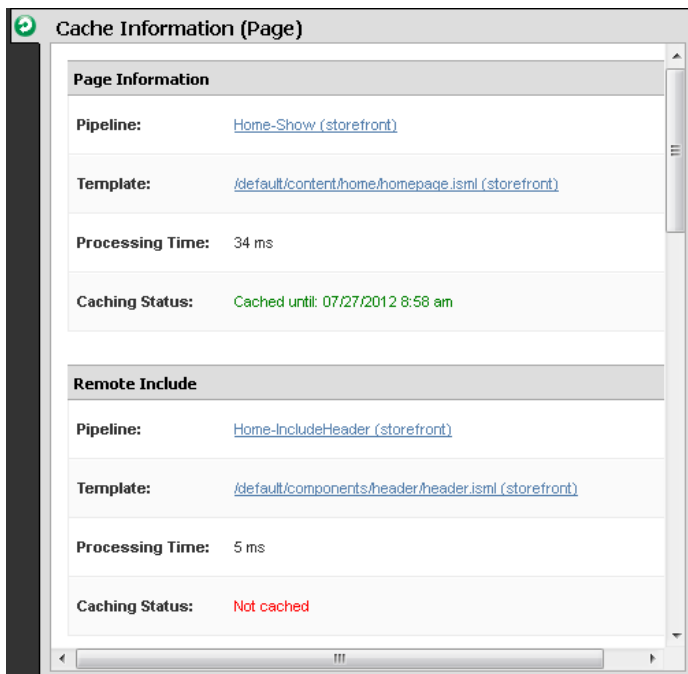 Cache Information (Page)
Page Information
Pipeline: Home-Show (storefront)
Template: /default/content/home/homepage.isml (storefront)
Processing Time: 34 ms
Caching Status: Cached until: 07/27/2012 8:58 am
Remote Include
Pipeline: Home-IncludeHeader (storefront)
Template: /default/components/header/header.isml (storefront)
Processing Time: 5 ms
Caching Status: Not cached